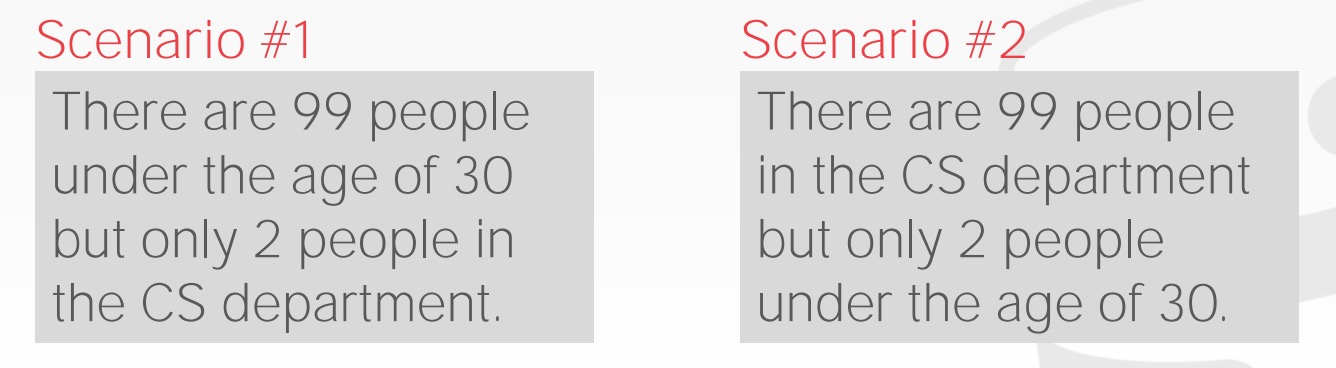 Scenario #1
There are 99 people
under the age of 30
but only 2 people in
the CS department.
Scenario #2
There are 99 people
in the CS department
but only 2 people
under the age of 30.